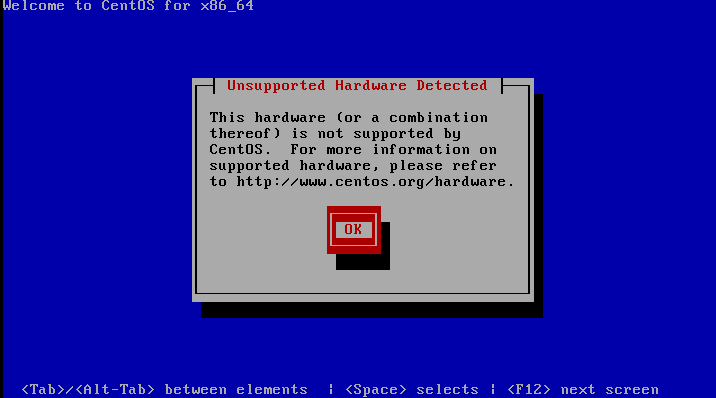 Welcome to CentOS for x86_64
Unsupported Hardware Detected
This hardware (or a combination
thereof) is not supported by
CentOS.  For more information on
supported hardware, please refer
to http://www.centos.org/hardware.
OK
<Tab>/<Alt-Tab> between elements  | <Space> selects | <F12> next screen